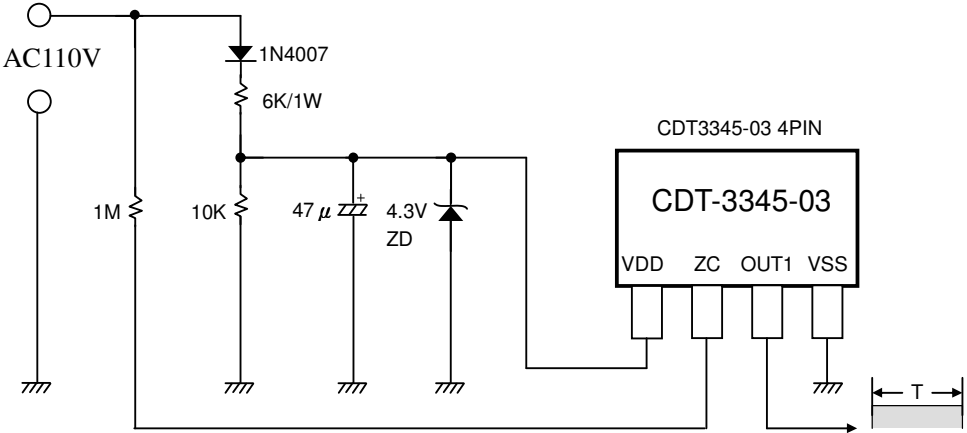 AC110V
1N4007
6K/1W
1M
10K
47μ
+
4.3V
ZD
CDT3345-03 4PIN
CDT-3345-03
VDD ZC OUT1 VSS
T